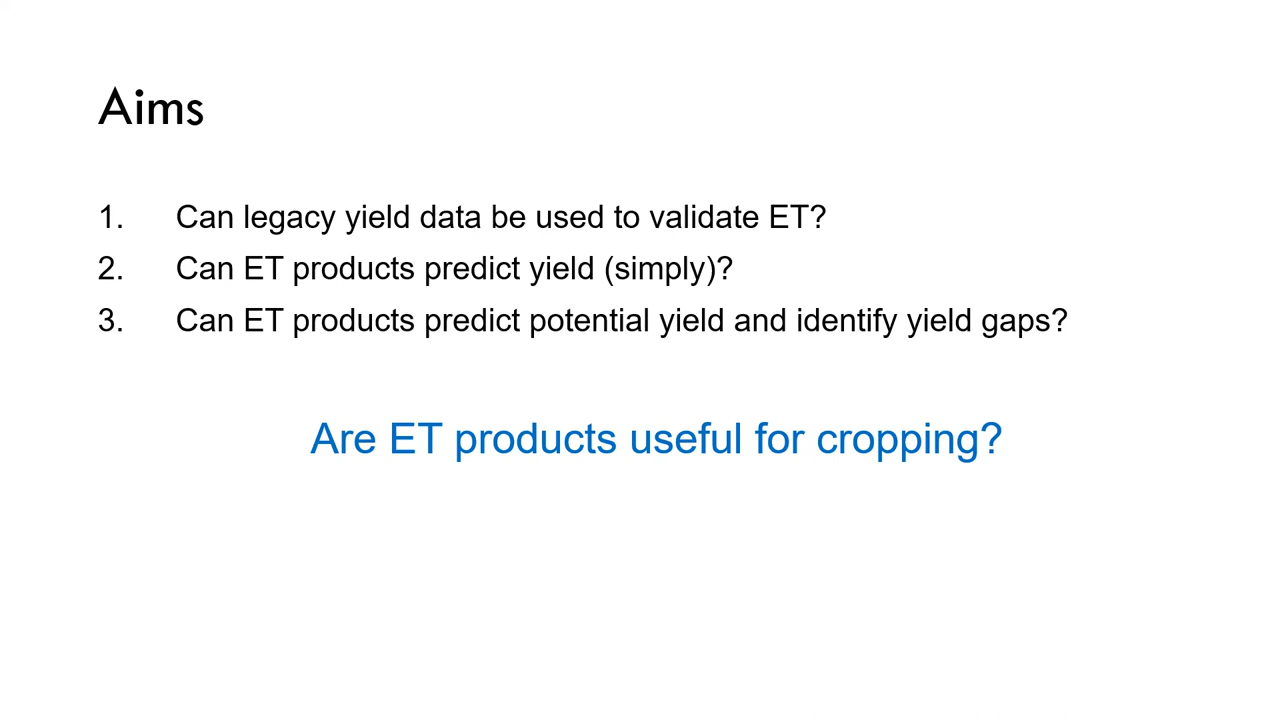 Aims
1. Can legacy yield data be used to validate ET?
2. Can ET products predict yield (simply)?
3. Can ET products predict potential yield and identify yield gaps?
Are ET products useful for cropping?